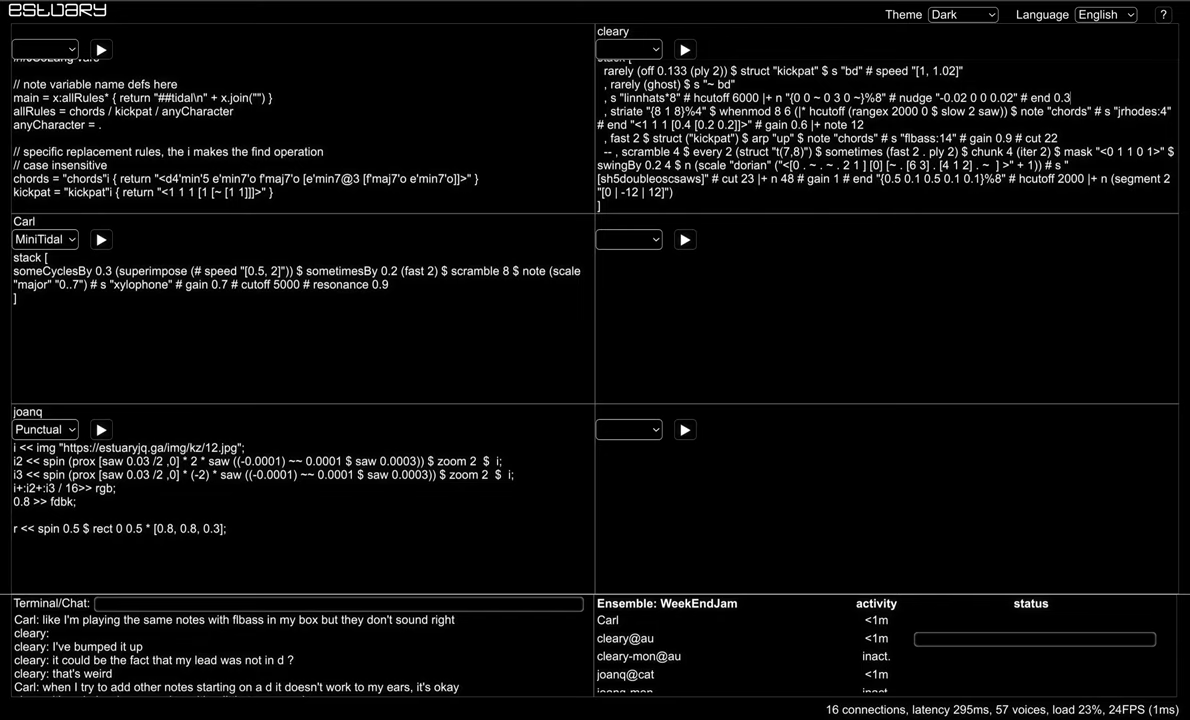 estuary
Theme Dark Language English ?
// note variable name defs here
main = x:allRules* { return "##tidal\n" + x.join("") }
allRules = chords / kickpat / anyCharacter
anyCharacter = .
// specific replacement rules, the i makes the find operation
// case insensitive
chords = "chords"i { return "<d4'min'5 e'min7'o f'maj7'o [e'min7@3 [f'maj7'o e'min7'o]]>" }
kickpat = "kickpat"i { return "<1 1 1 [1 [~ [1 1]]]>" }
cleary
stack [
rarely (off 0.133 (ply 2)) $ struct "kickpat" $ s "bd" # speed "[1, 1.02]"
, rarely (ghost) $ s "~ bd"
, s "linnhats*8" # hcutoff 6000 |+ n "{0 0 ~ 0 3 0 ~}%8" # nudge "-0.02 0 0 0.02" # end 0.3
, striate "{8 1 8}%4" $ whenmod 8 6 (|* hcutoff (rangex 2000 0 $ slow 2 saw)) $ note "chords" # s "jrhodes:4"
# end "<1 1 1 [0.4 [0.2 0.2]]>" # gain 0.6 |+ note 12
, fast 2 $ struct ("kickpat") $ arp "up" $ note "chords" # s "flbass:14" # gain 0.9 # cut 22
-- , scramble 4 $ every 2 (struct "t(7,8)") $ sometimes (fast 2 . ply 2) $ chunk 4 (iter 2) $ mask "<0 1 1 0 1>" $
swingBy 0.2 4 $ n (scale "dorian" ("<[0 . ~ . ~ . 2 1 ] [0] [~ . [6 3] . [4 1 2] . ~ ] >" + 1)) # s "
[sh5doubleoscsaws]" # cut 23 |+ n 48 # gain 1 # end "{0.5 0.1 0.5 0.1 0.1}%8" # hcutoff 2000 |+ n (segment 2
"[0 | -12 | 12]")
]
Carl
MiniTidal
stack [
someCyclesBy 0.3 (superimpose (# speed "[0.5, 2]")) $ sometimesBy 0.2 (fast 2) $ scramble 8 $ note (scale
"major" "0..7") # s "xylophone" # gain 0.7 # cutoff 5000 # resonance 0.9
]
joanq
Punctual
i << img "https://estuaryjq.ga/img/kz/12.jpg";
i2 << spin (prox [saw 0.03 /2 ,0] * 2 * saw ((-0.0001) ~~ 0.0001 $ saw 0.0003)) $ zoom 2 $ i;
i3 << spin (prox [saw 0.03 /2 ,0] * (-2) * saw ((-0.0001) ~~ 0.0001 $ saw 0.0003)) $ zoom 2 $ i;
i+:i2+:i3 / 16>> rgb;
0.8 >> fdbk;
r << spin 0.5 $ rect 0 0.5 * [0.8, 0.8, 0.3];
Terminal/Chat:
Carl: like I'm playing the same notes with flbass in my box but they don't sound right
cleary:
cleary: I've bumped it up
cleary: it could be the fact that my lead was not in d ?
cleary: that's weird
Carl: when I try to add other notes starting on a d it doesn't work to my ears, it's okay
Ensemble: WeekEndJam activity status
Carl <1m
cleary@au <1m
cleary-mon@au inact.
joanq@cat <1m
joanq-mon inact
16 connections, latency 295ms, 57 voices, load 23%, 24FPS (1ms)